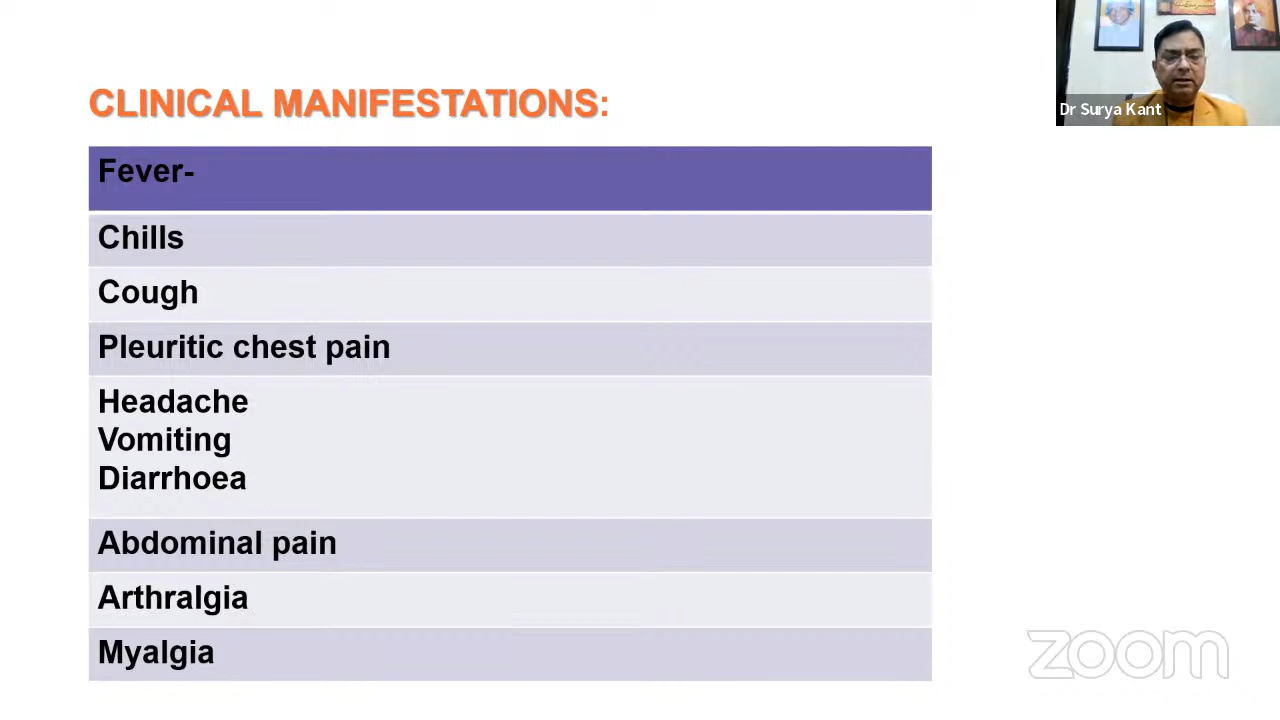 CLINICAL MANIFESTATIONS:
Dr Surya Kant
Fever-
Chills
Cough
Pleuritic chest pain
Headache
Vomiting
Diarrhoea
Abdominal pain
Arthralgia
Myalgia
zoom